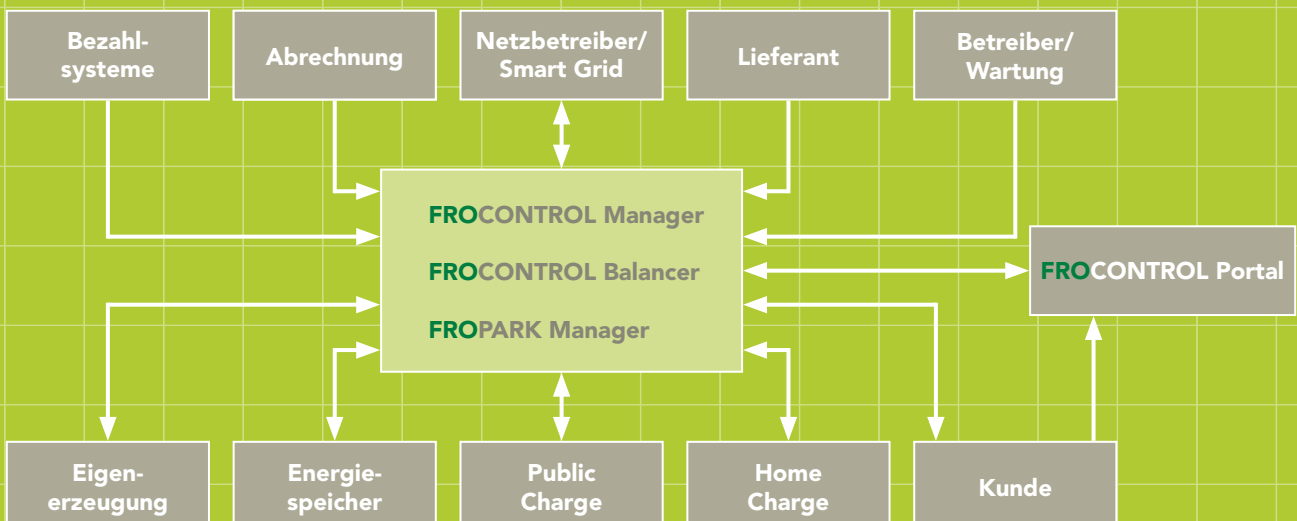 Bezahl-
systeme
Abrechnung
Netzbetreiber/
Smart Grid
Lieferant
Betreiber/
Wartung
FROCONTROL Manager
FROCONTROL Balancer
FROPARK Manager
FROCONTROL Portal
Eigen-
erzeugung
Energie-
speicher
Public
Charge
Home
Charge
Kunde